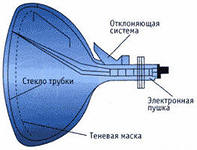 Отклоняющая
система
Стекло трубки
Электронная
пушка
Теневая маска